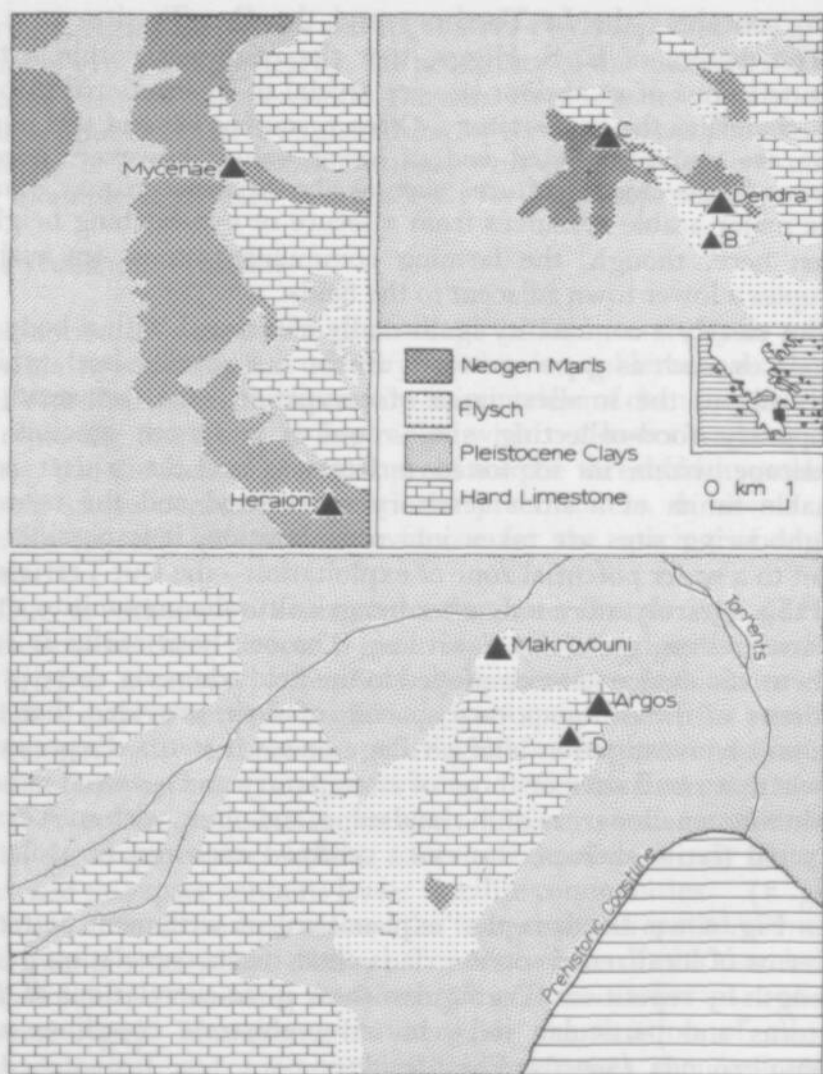 Mycenae
Heraion
C
Dendra
B
Neogen Marls
Flysch
Pleistocene Clays
Hard Limestone
0 km 1
Makrovouni
Argos
D
Torrents
Prehistoric Coastline